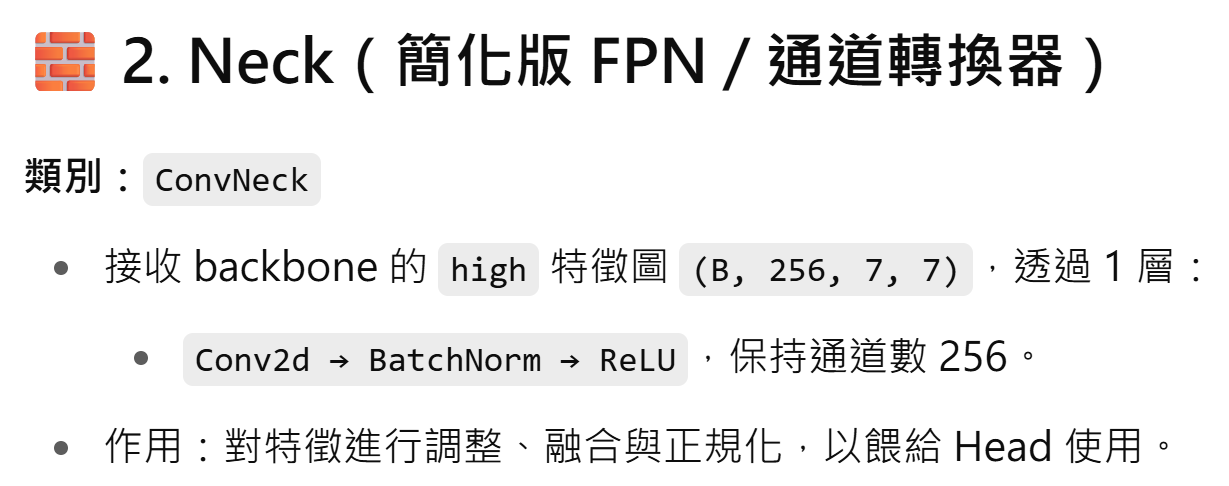 🧱 2. Neck（簡化版 FPN / 通道轉換器）
類別：ConvNeck
接收 backbone 的 high 特徵圖 (B, 256, 7, 7)，透過 1 層：
Conv2d → BatchNorm → ReLU，保持通道數 256。
作用：對特徵進行調整、融合與正規化，以餵給 Head 使用。